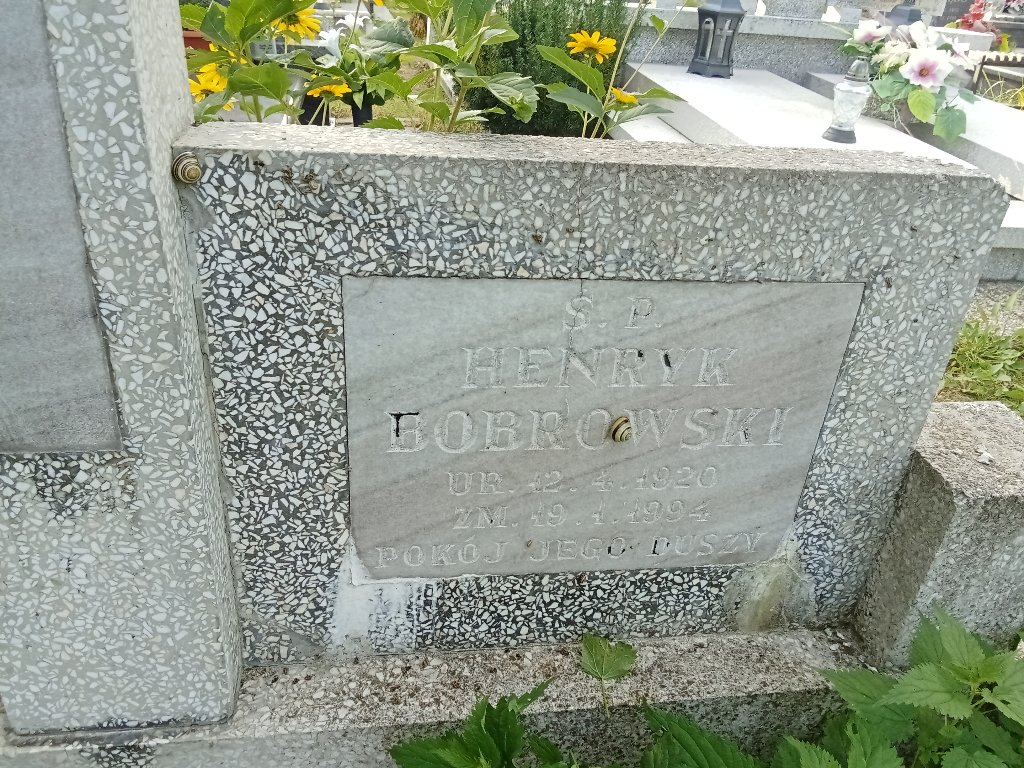 Ś. P.
HENRYK
BOBROWSKI
UR. 12. 4. 1920
ZM. 19. 1. 1994
POKÓJ JEGO DUSZY